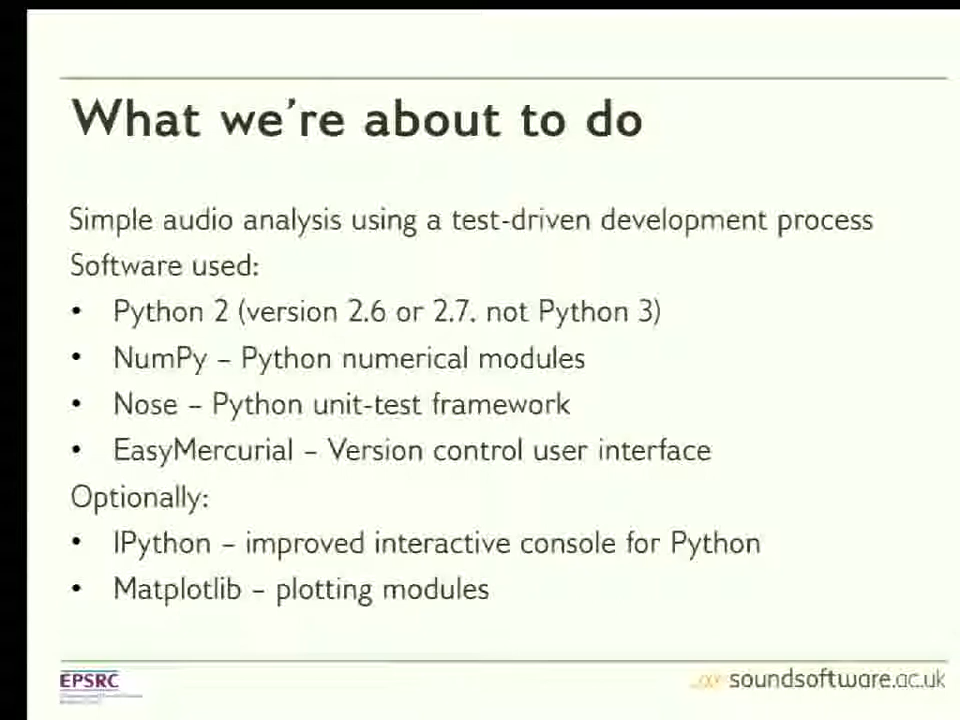 What we're about to do
Simple audio analysis using a test-driven development process
Software used:
• Python 2 (version 2.6 or 2.7. not Python 3)
• NumPy – Python numerical modules
• Nose – Python unit-test framework
• EasyMercurial – Version control user interface
Optionally:
• IPython – improved interactive console for Python
• Matplotlib – plotting modules
EPSRC
soundsoftware.ac.uk